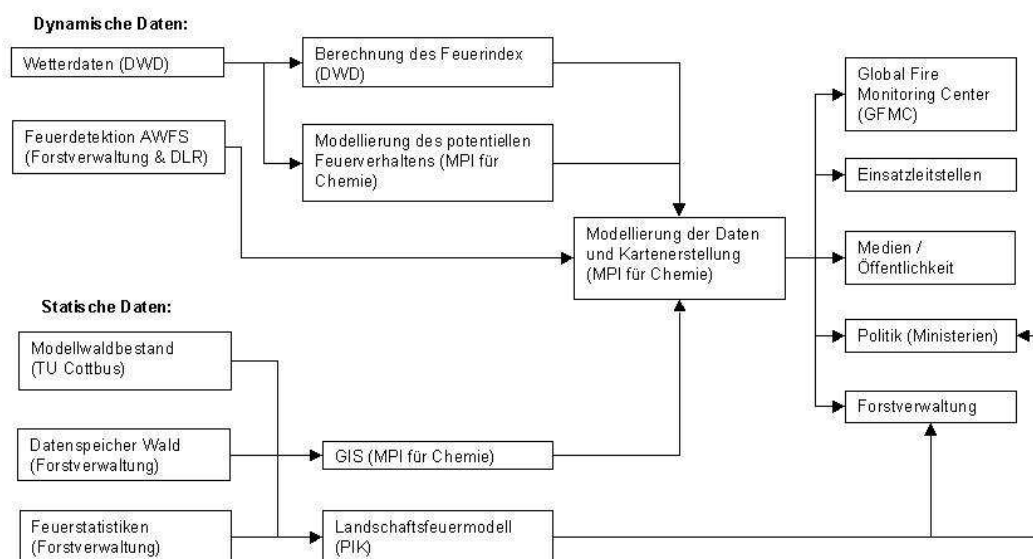 Dynamische Daten:
Wetterdaten (DWD)
Berechnung des Feuerindex
(DWD)
Global Fire
Monitoring Center
(GFMC)
Feuerdetektion AWFS
(Forstverwaltung & DLR)
Modellierung des potentiellen
Feuerverhaltens (MPI für
Chemie)
Einsatzleitstellen
Modellierung der Daten
und Kartenerstellung
(MPI für Chemie)
Medien /
Öffentlichkeit
Statische Daten:
Modellwaldbestand
(TU Cottbus)
Politik (Ministerien)
Forstverwaltung
Datenspeicher Wald
(Forstverwaltung)
GIS (MPI für Chemie)
Feuerstatistiken
(Forstverwaltung)
Landschaftsfeuermodell
(PIK)